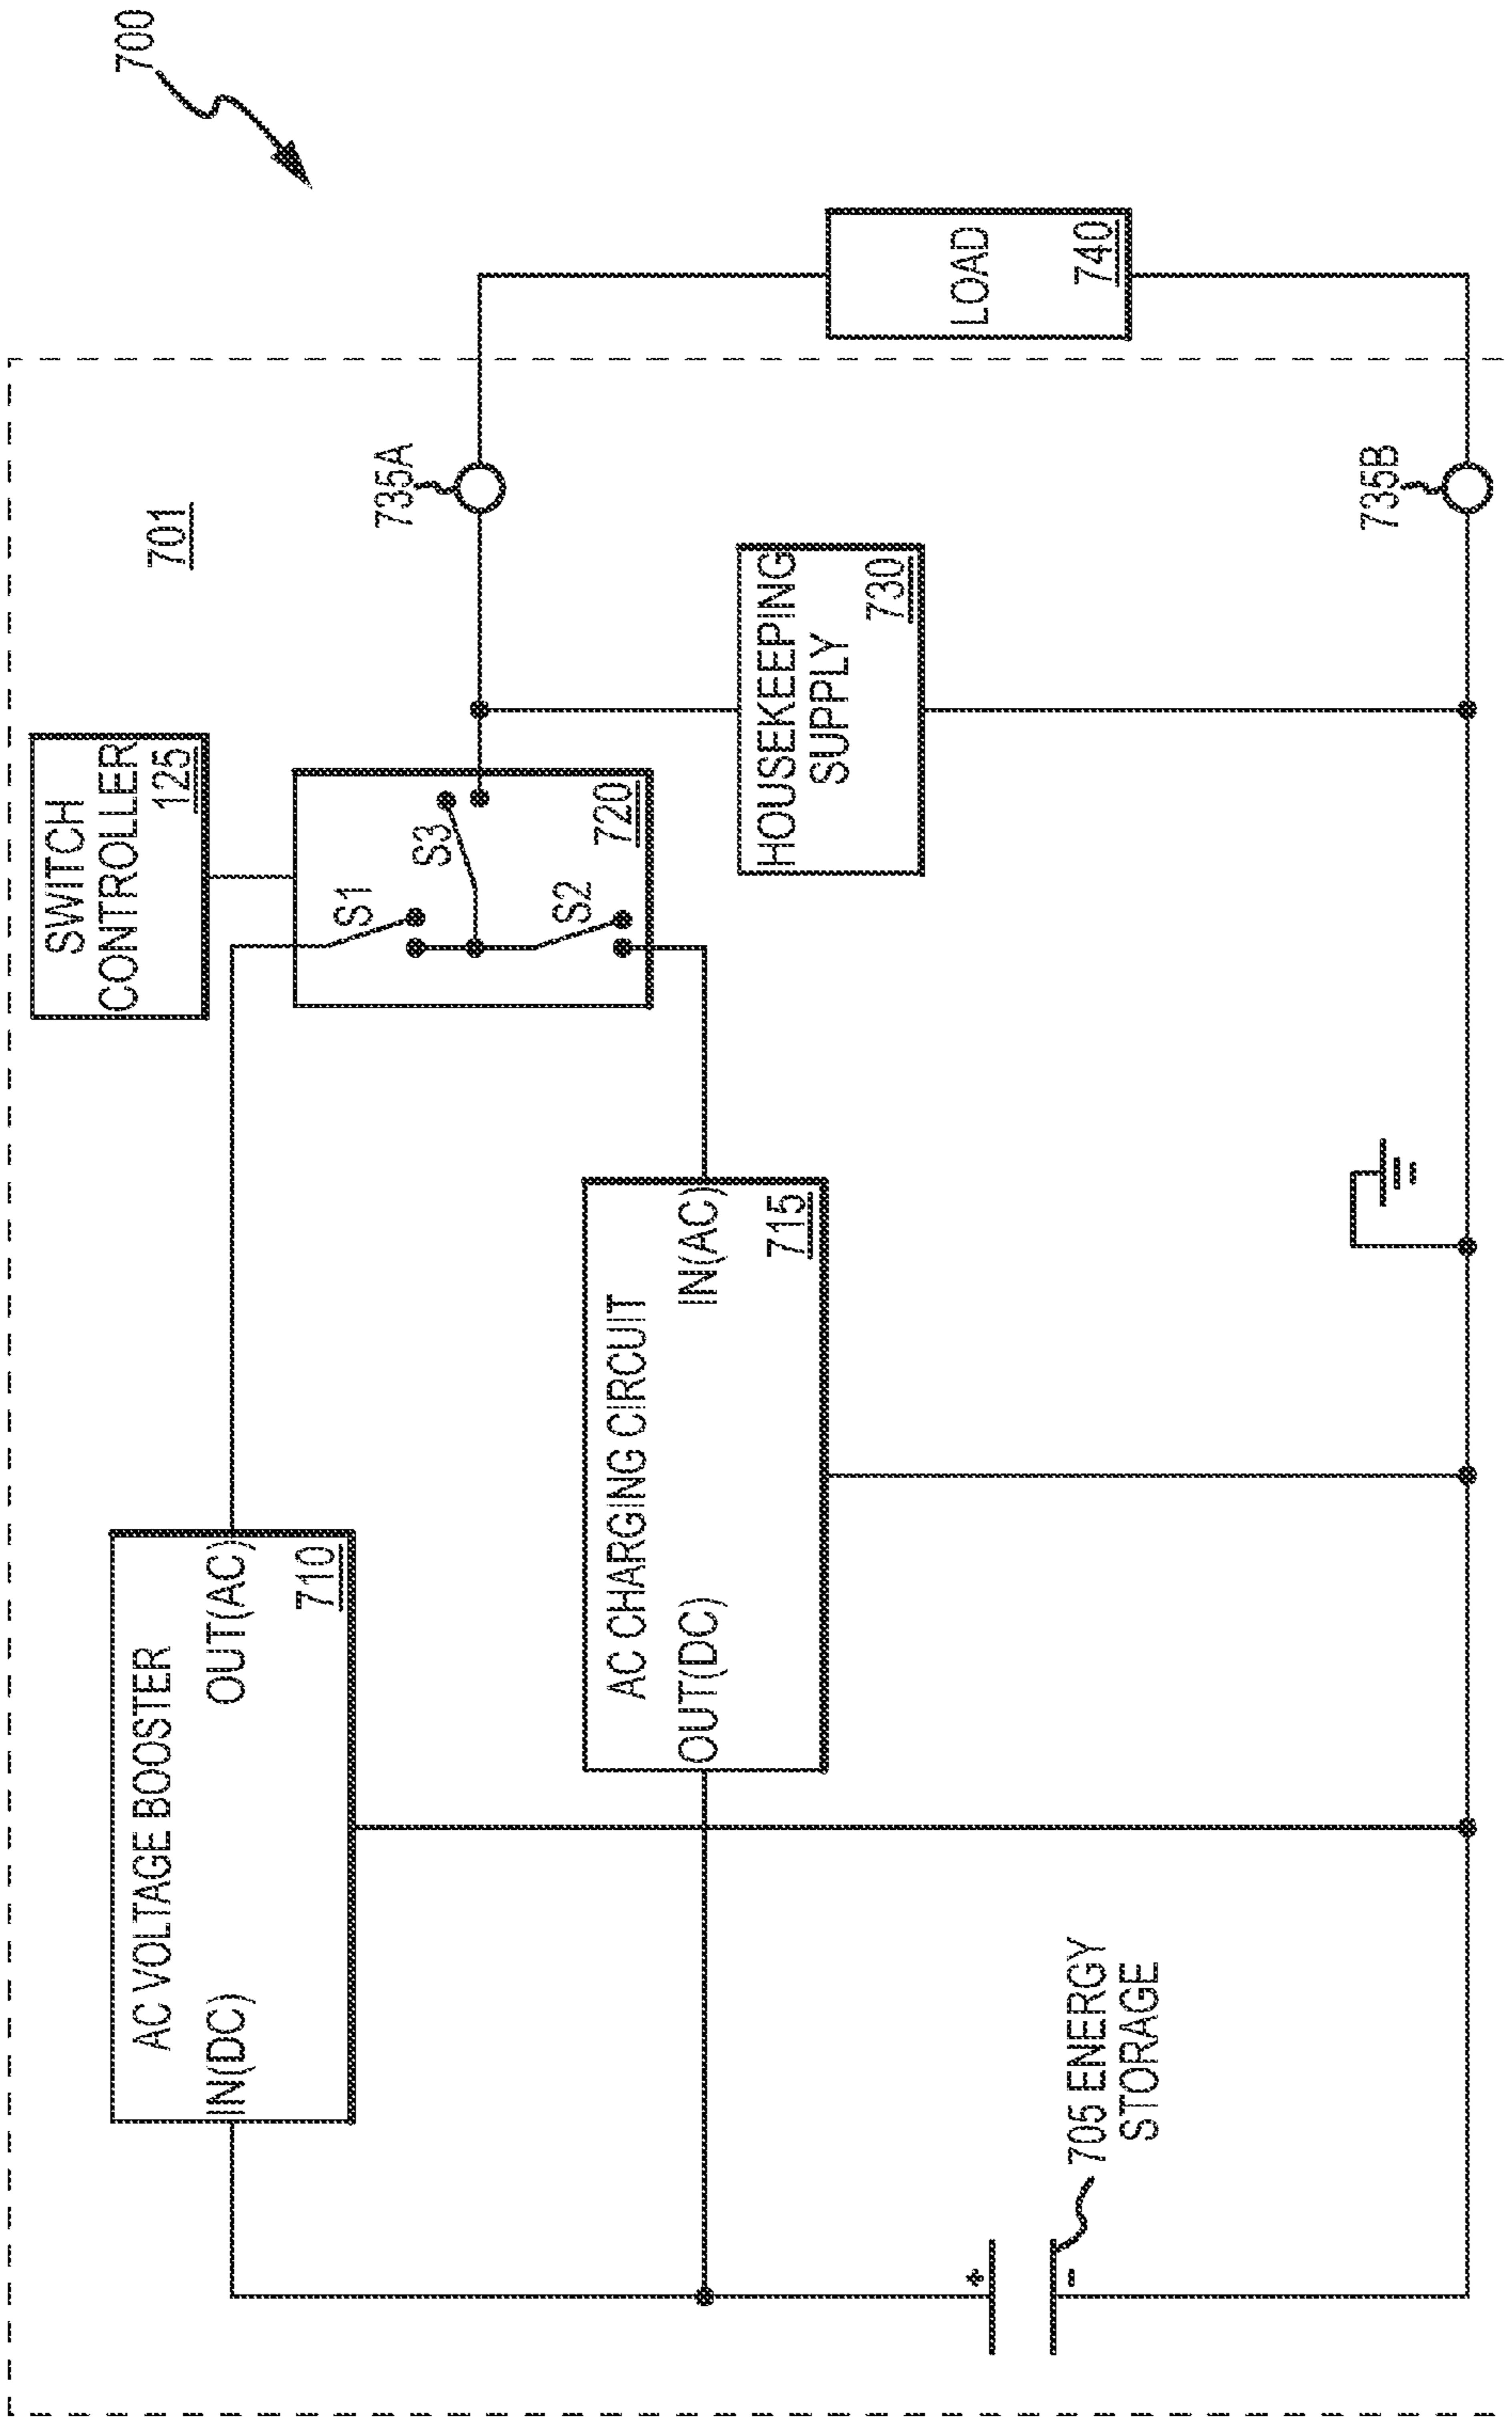 700
701
SWITCH
CONTROLLER
125
AC VOLTAGE BOOSTER
IN(DC)
OUT(AC)
710
S1
S3
S2
720
735A
AC CHARGING CIRCUIT
OUT(DC)
IN(AC)
715
HOUSEKEEPING
SUPPLY
730
LOAD
740
+
-
705 ENERGY
STORAGE
735B